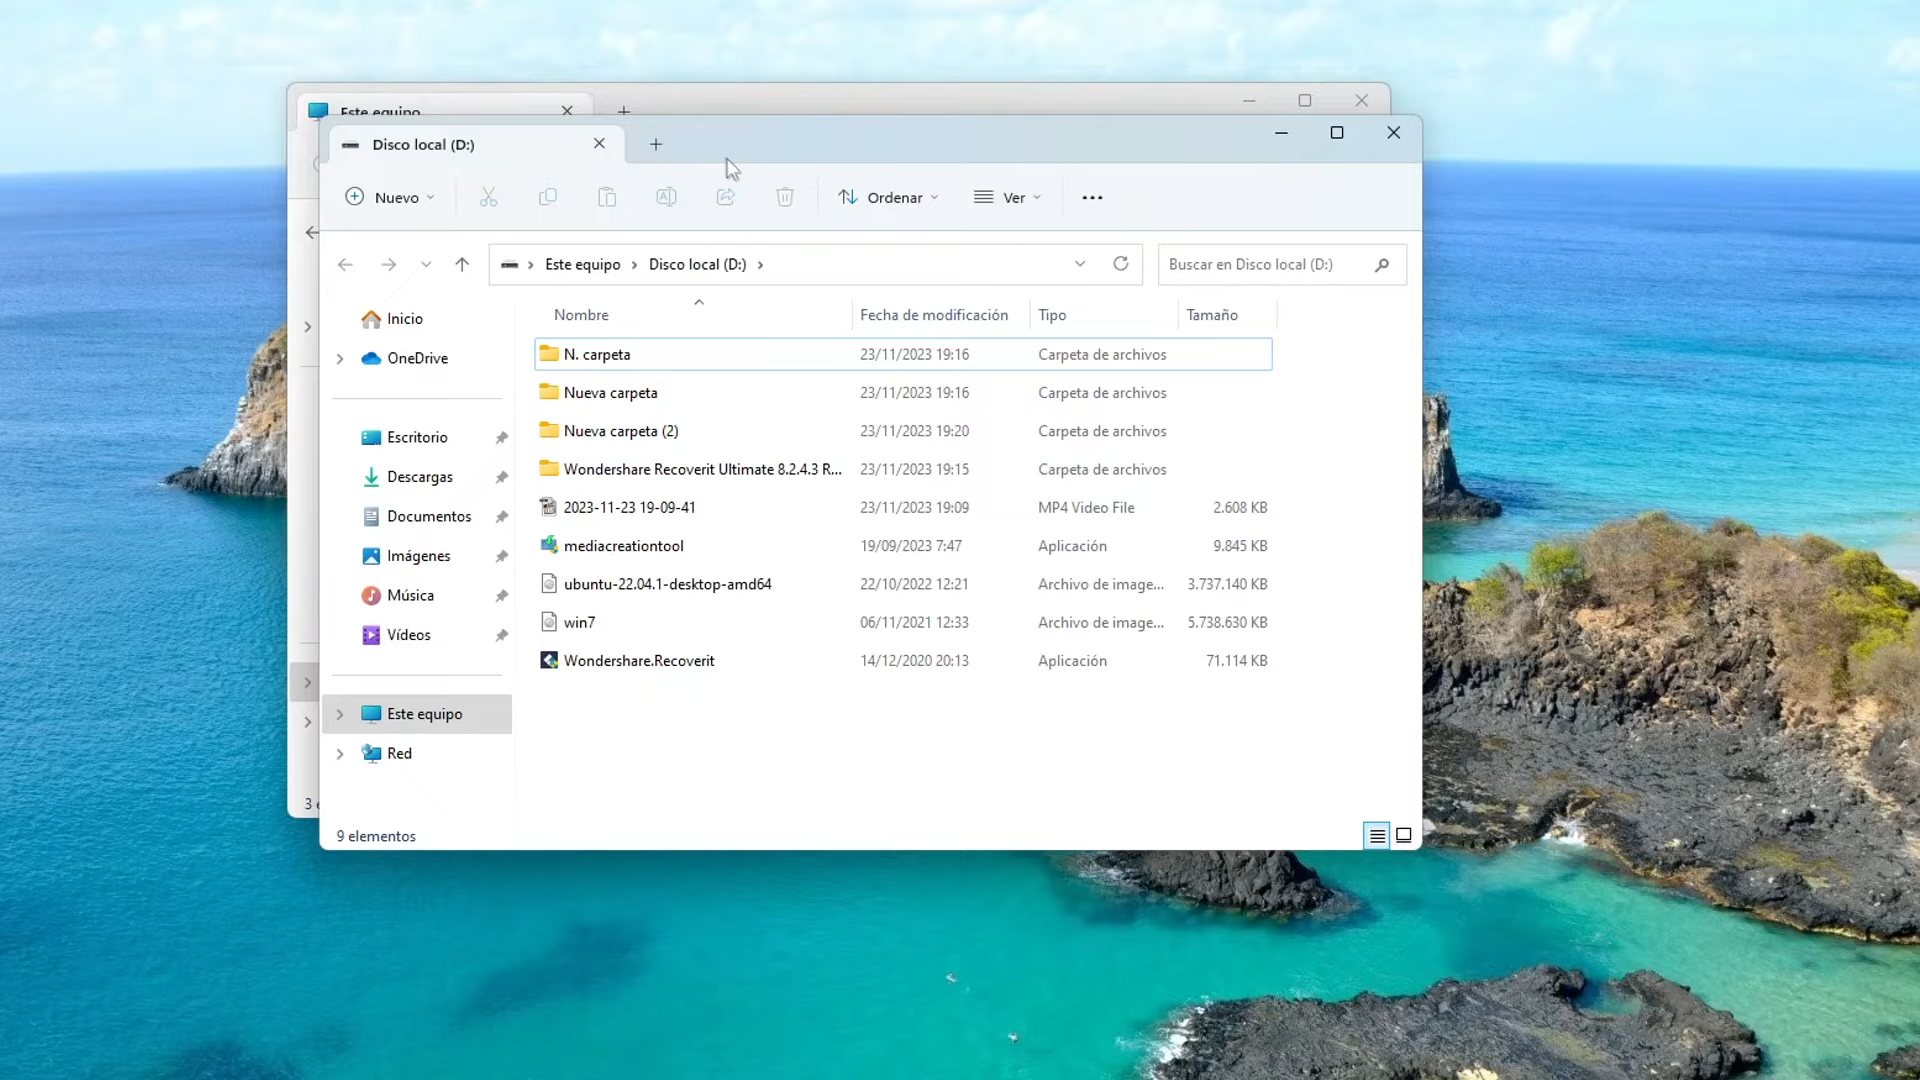 Este equipo
Disco local (D:)
Nuevo
Ordenar
Ver
Este equipo
Disco local (D:)
Buscar en Disco local (D:)
Nombre
Fecha de modificación
Tipo
Tamaño
Inicio
OneDrive
Escritorio
Descargas
Documentos
Imágenes
Música
Vídeos
Este equipo
Red
N. carpeta 23/11/2023 19:16 Carpeta de archivos
Nueva carpeta 23/11/2023 19:16 Carpeta de archivos
Nueva carpeta (2) 23/11/2023 19:20 Carpeta de archivos
Wondershare Recoverit Ultimate 8.2.4.3 R... 23/11/2023 19:15 Carpeta de archivos
2023-11-23 19-09-41 23/11/2023 19:09 MP4 Video File 2.608 KB
mediacreationtool 19/09/2023 7:47 Aplicación 9.845 KB
ubuntu-22.04.1-desktop-amd64 22/10/2022 12:21 Archivo de image... 3.737.140 KB
win7 06/11/2021 12:33 Archivo de image... 5.738.630 KB
Wondershare.Recoverit 14/12/2020 20:13 Aplicación 71.114 KB
3
9 elementos